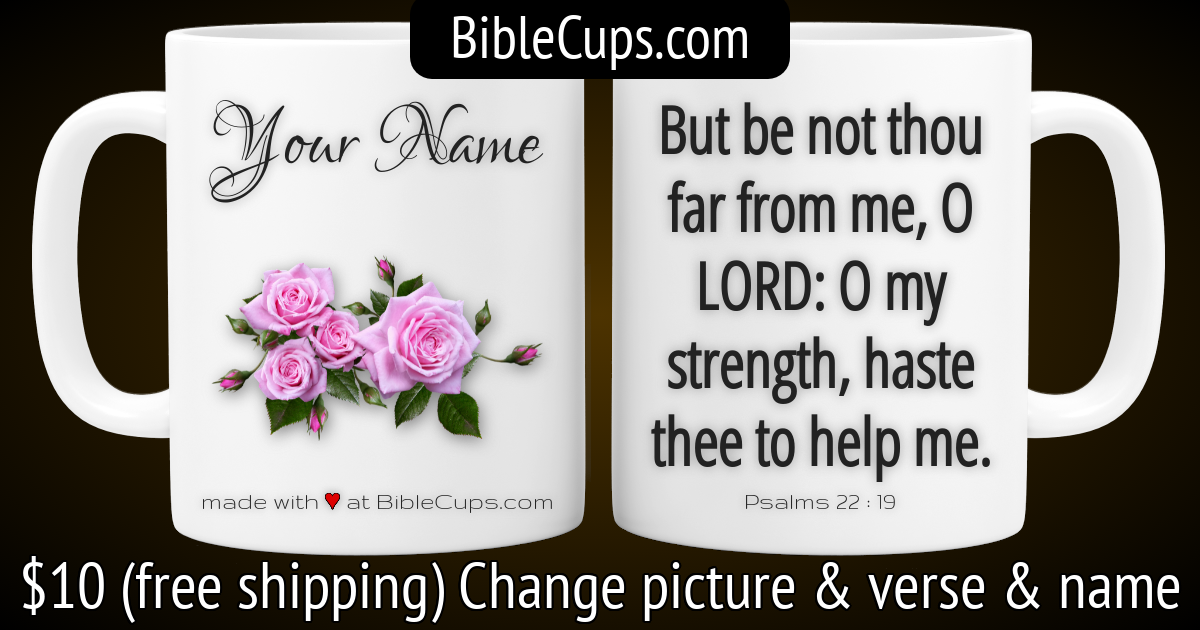 BibleCups.com
Your Name
made with ♥ at BibleCups.com
But be not thou
far from me, O
LORD: O my
strength, haste
thee to help me.
Psalms 22 : 19
$10 (free shipping) Change picture & verse & name